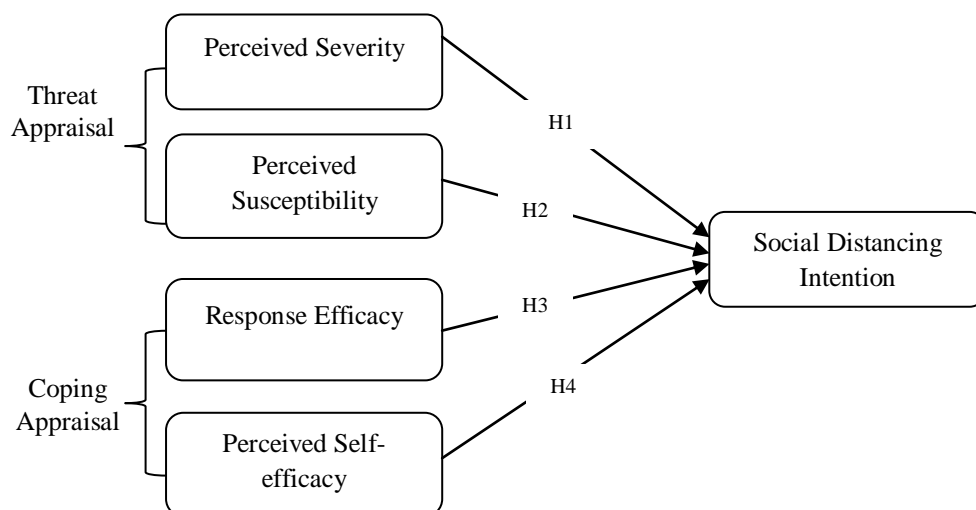 Threat
Appraisal
Perceived Severity
Perceived
Susceptibility
Coping
Appraisal
Response Efficacy
Perceived Self-
efficacy
H1
H2
H3
H4
Social Distancing
Intention